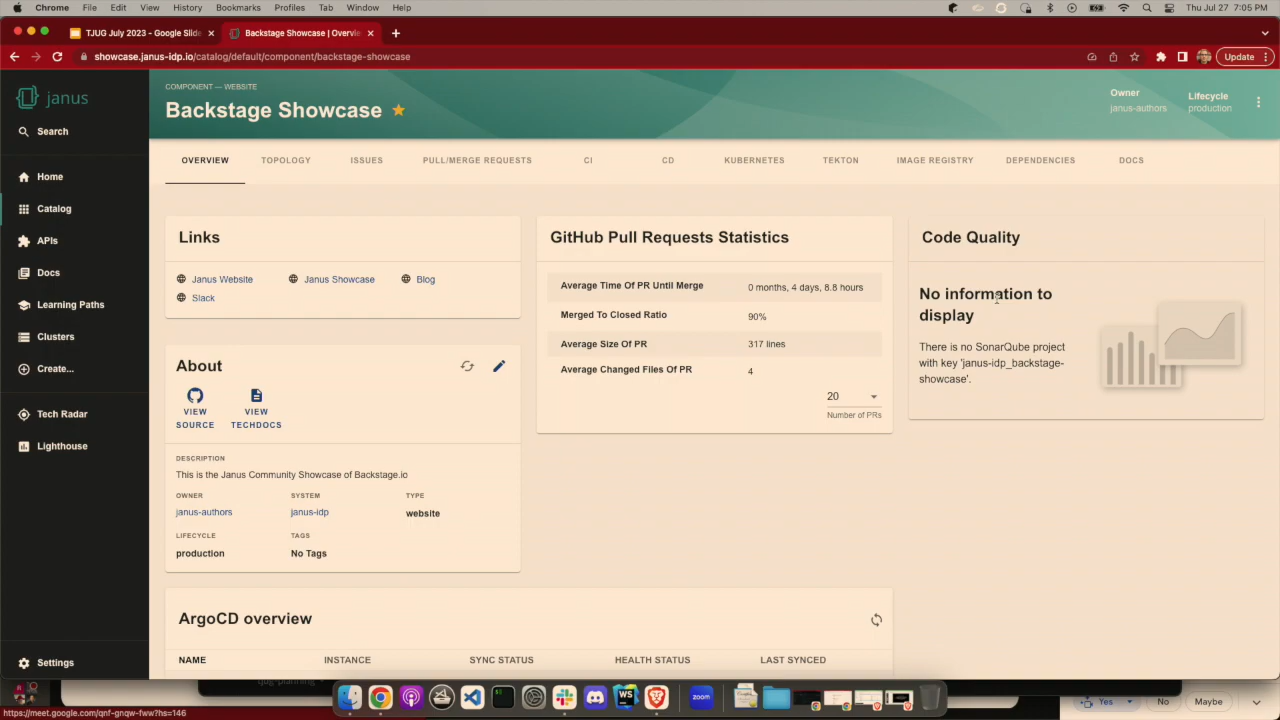 Chrome File Edit View History Bookmarks Profiles Tab Window Help Thu Jul 27 7:05 PM
TJUG July 2023 - Google Slide Backstage Showcase | Overvie
showcase.janus-idp.io/catalog/default/component/backstage-showcase Update
janus
Search
Home
Catalog
APIs
Docs
Learning Paths
Clusters
Create...
Tech Radar
Lighthouse
Settings
COMPONENT — WEBSITE
Backstage Showcase
Owner
janus-authors
Lifecycle
production
OVERVIEW TOPOLOGY ISSUES PULL/MERGE REQUESTS CI CD KUBERNETES TEKTON IMAGE REGISTRY DEPENDENCIES DOCS
Links
Janus Website Janus Showcase Blog
Slack
About
VIEW SOURCE
VIEW TECHDOCS
DESCRIPTION
This is the Janus Community Showcase of Backstage.io
OWNER SYSTEM TYPE
janus-authors janus-idp website
LIFECYCLE TAGS
production No Tags
GitHub Pull Requests Statistics
Average Time Of PR Until Merge 0 months, 4 days, 8.8 hours
Merged To Closed Ratio 90%
Average Size Of PR 317 lines
Average Changed Files Of PR 4
20
Number of PRs
Code Quality
No information to
display
There is no SonarQube project
with key 'janus-idp_backstage-
showcase'.
ArgoCD overview
NAME INSTANCE SYNC STATUS HEALTH STATUS LAST SYNCED
zoom
WS
Yes No Maybe
https://meet.google.com/qnf-gnqw-fww?hs=146